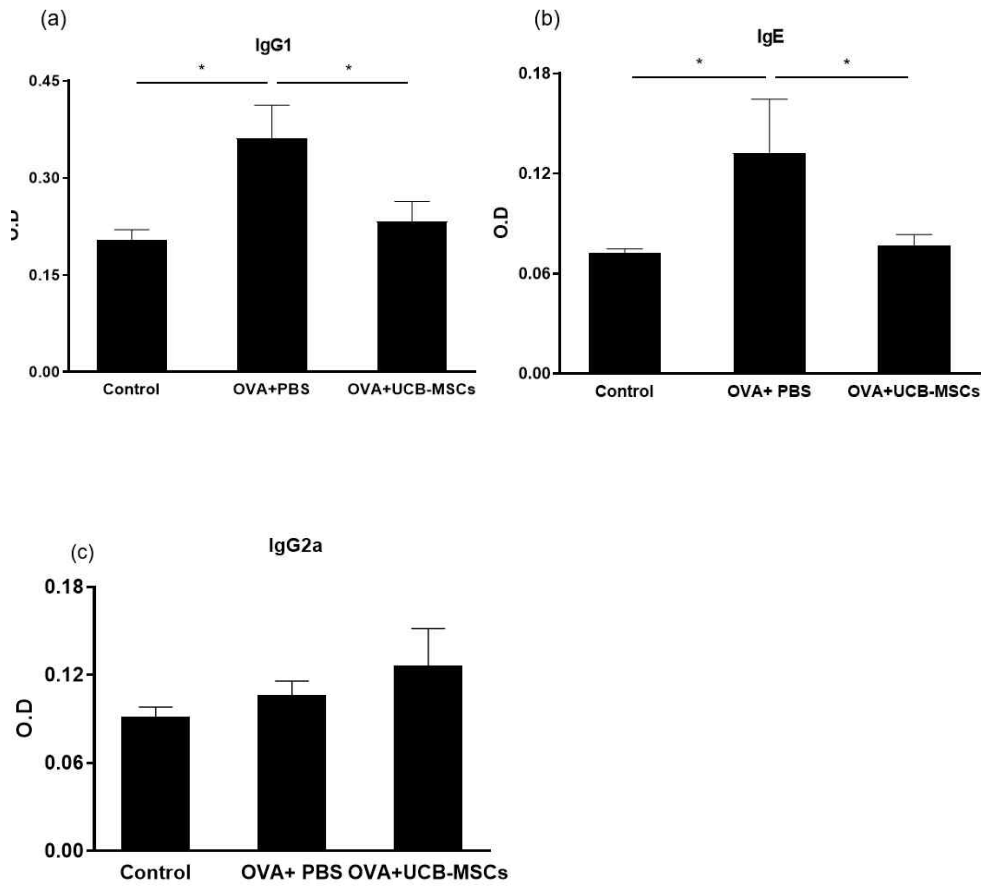 (a)
IgG1
* *
0.45
0.30
0.15
0.00
O.D
Control OVA+PBS OVA+UCB-MSCs
(b)
IgE
* *
0.18
0.12
0.06
0.00
O.D
Control OVA+ PBS OVA+UCB-MSCs
(c)
IgG2a
0.18
0.12
0.06
0.00
O.D
Control OVA+ PBS OVA+UCB-MSCs